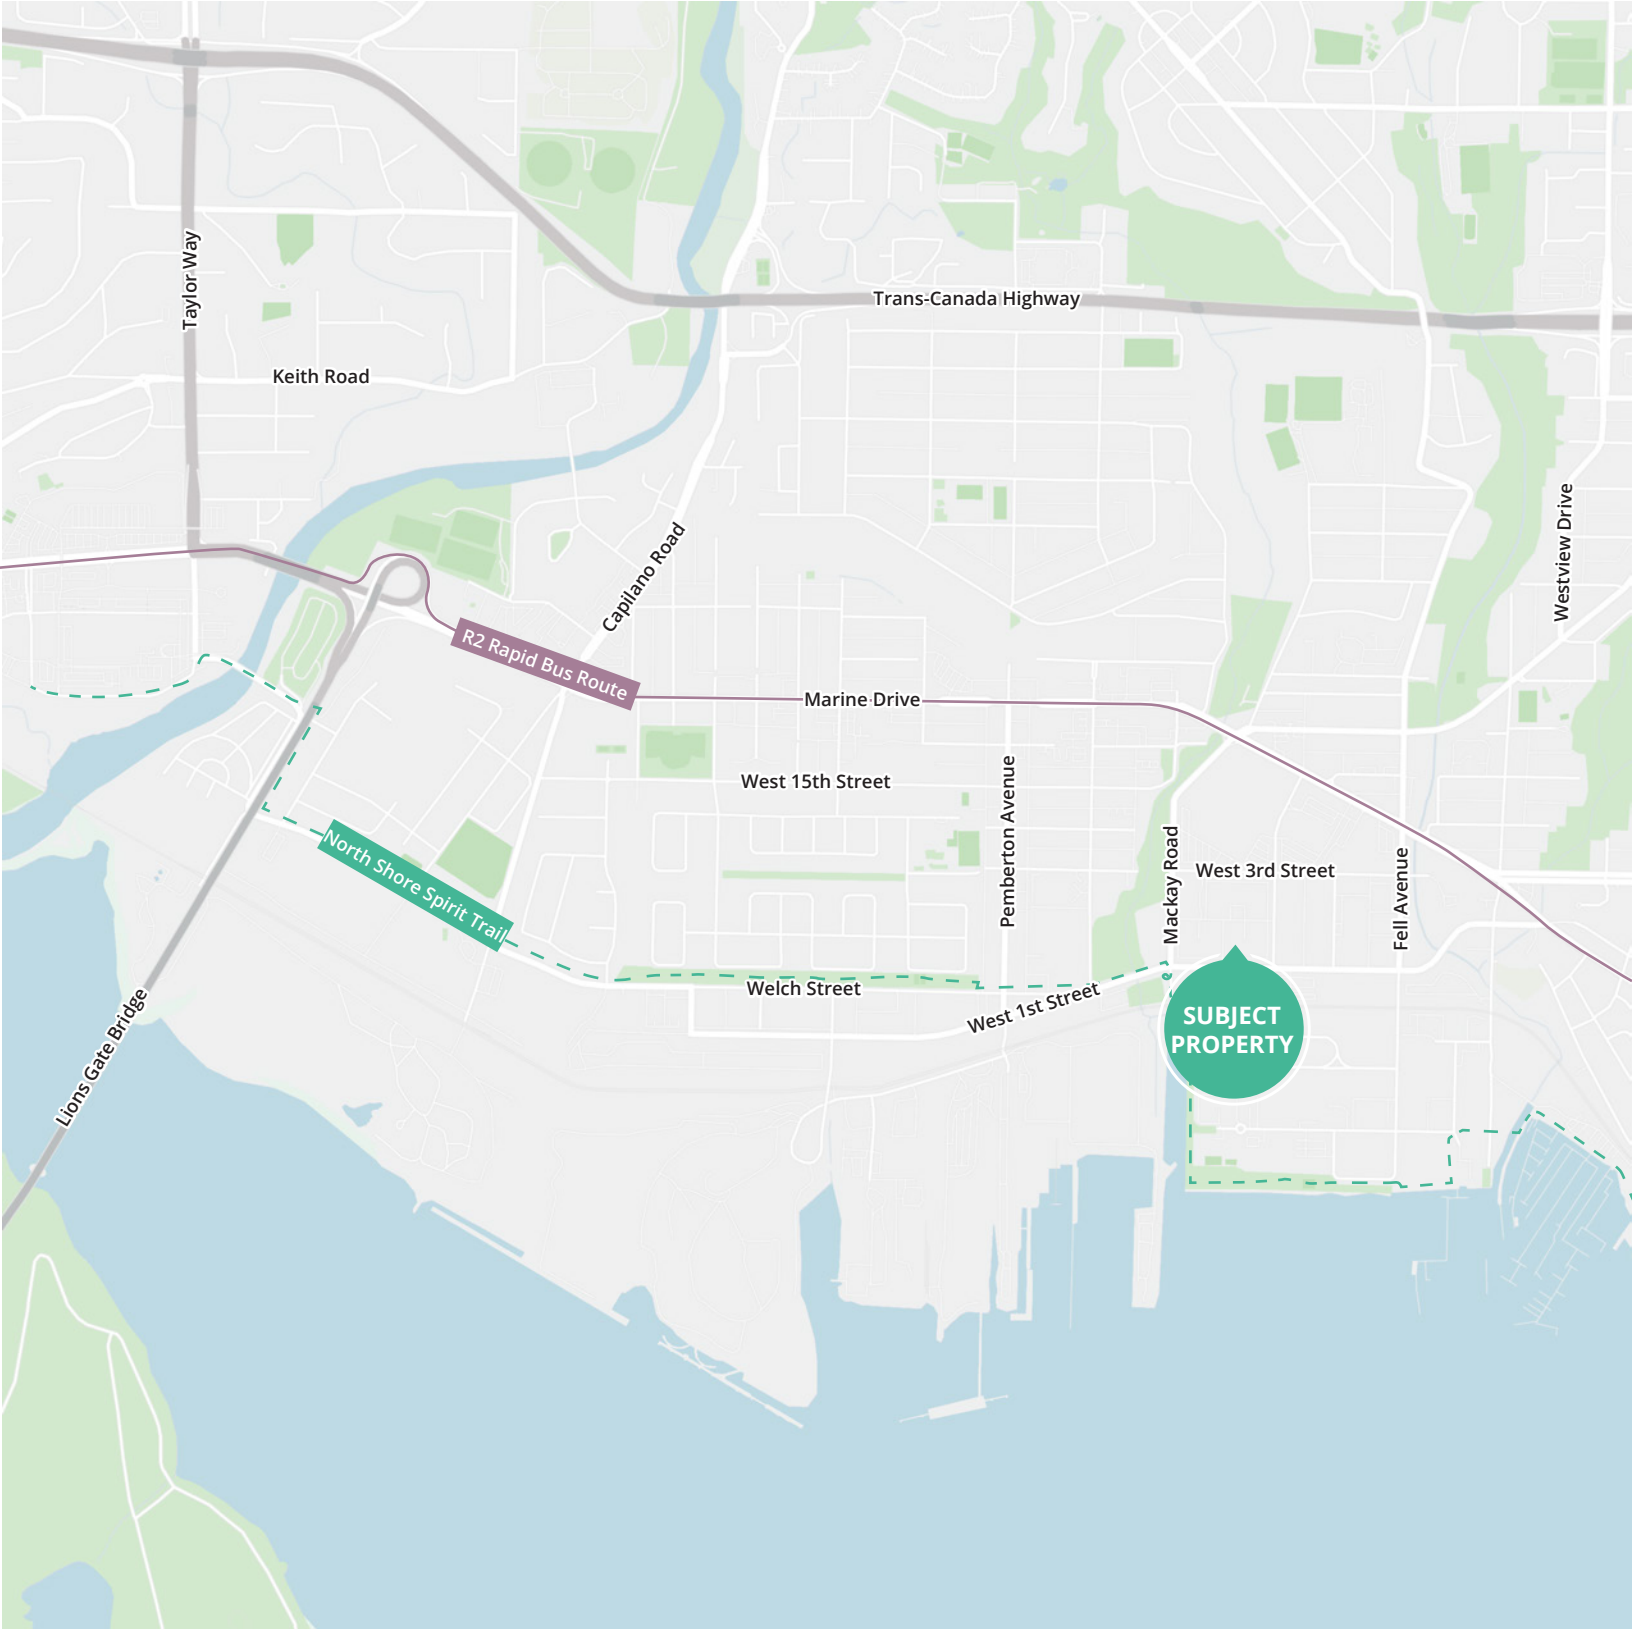 Taylor Way
Trans-Canada Highway
Keith Road
Westview Drive
Capilano Road
R2 Rapid Bus Route
Marine Drive
West 15th Street
Pemberton Avenue
Mackay Road
West 3rd Street
Fell Avenue
North Shore Spirit Trail
Welch Street
West 1st Street
SUBJECT
PROPERTY
Lions Gate Bridge